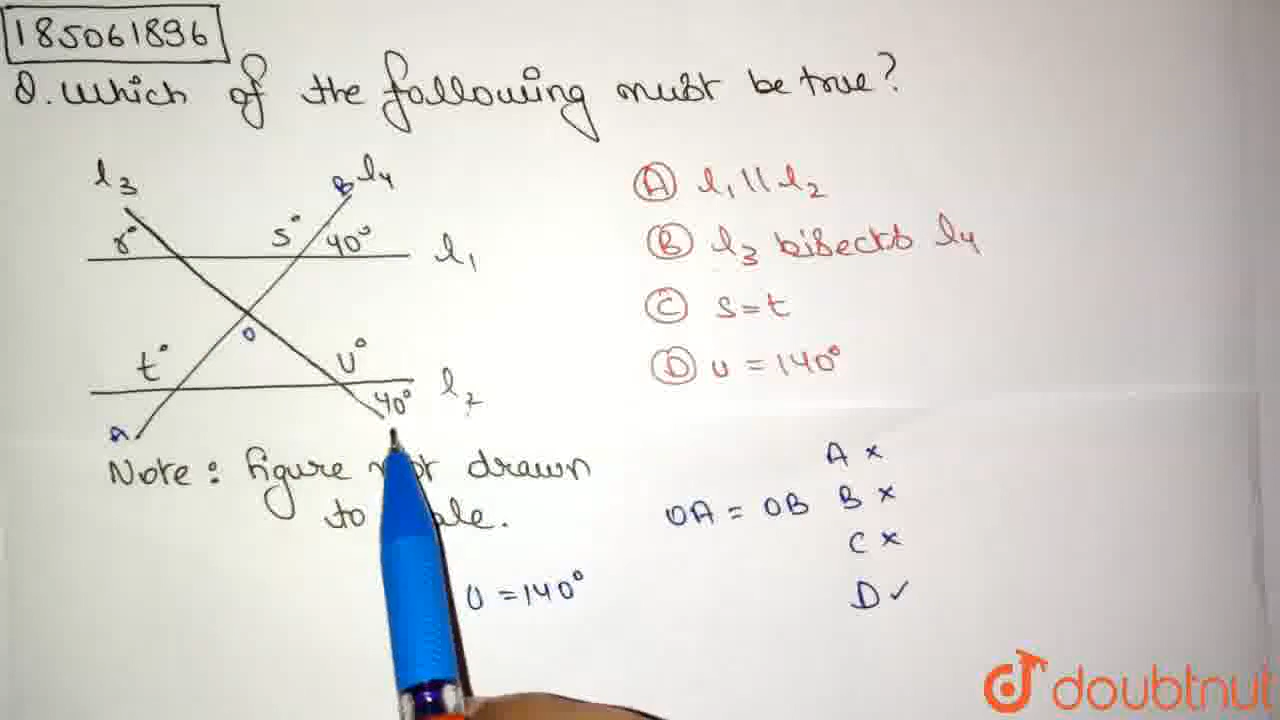 185061896
Q. Which of the following must be true?
l3
B l4
r°
s°
40°
l1
O
t°
u°
l2
40°
A
Note: Figure drawn
to
A l1 || l2
B l3 bisects l4
C s=t
D u = 140°
A ×
OA = OB B ×
C ×
D ✓
U = 140°
doubtnut